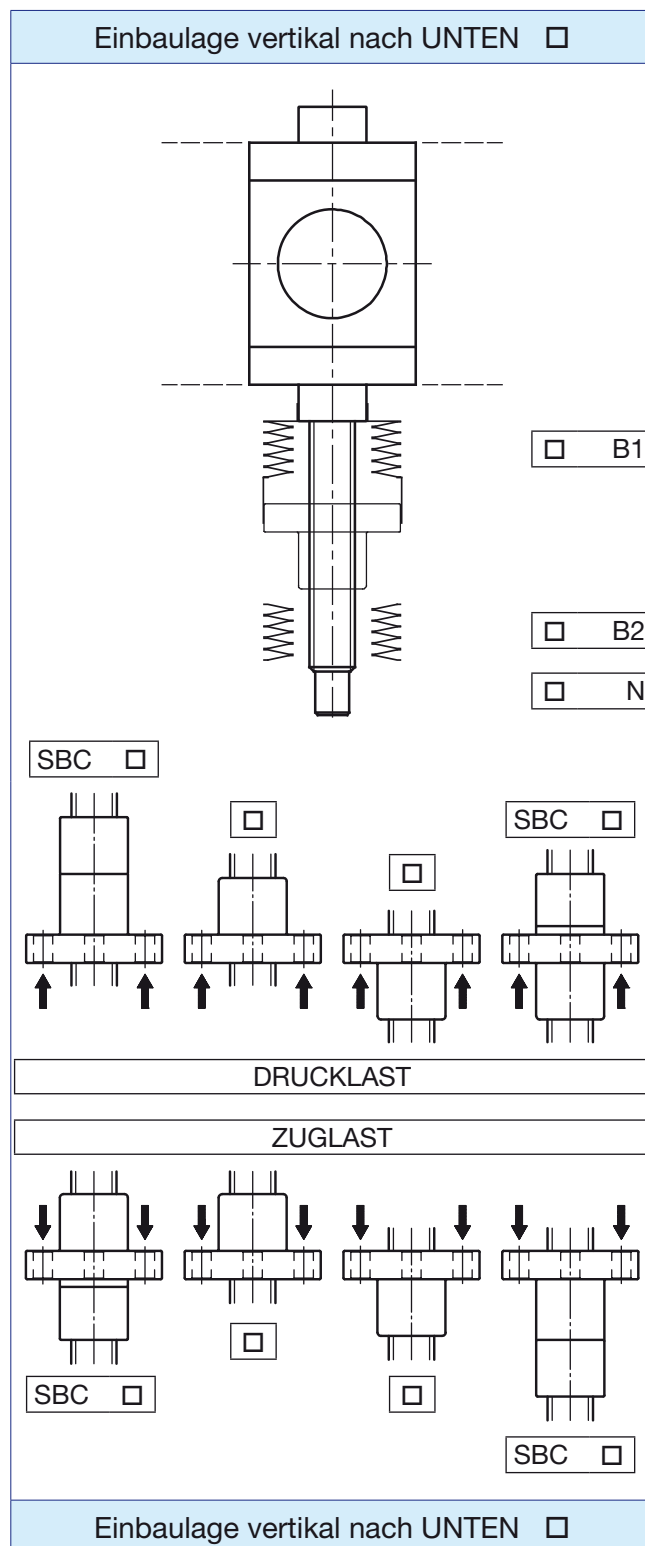 Einbaulage vertikal nach UNTEN ☐
☐ B1
☐ B2
☐ N
SBC ☐
☐
SBC ☐
☐
DRUCKLAST
ZUGLAST
☐
SBC ☐
☐
SBC ☐
Einbaulage vertikal nach UNTEN ☐